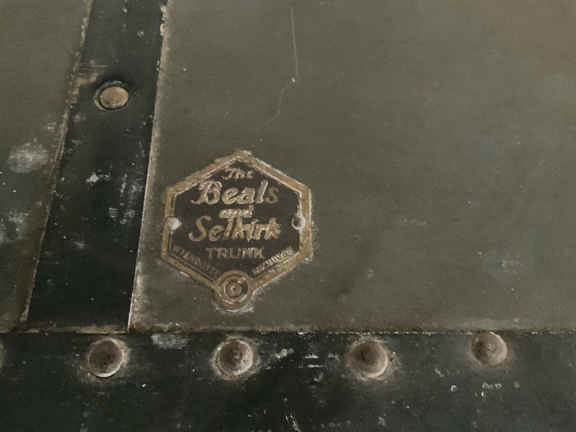 The
Beals
and
Selkirk
TRUNK